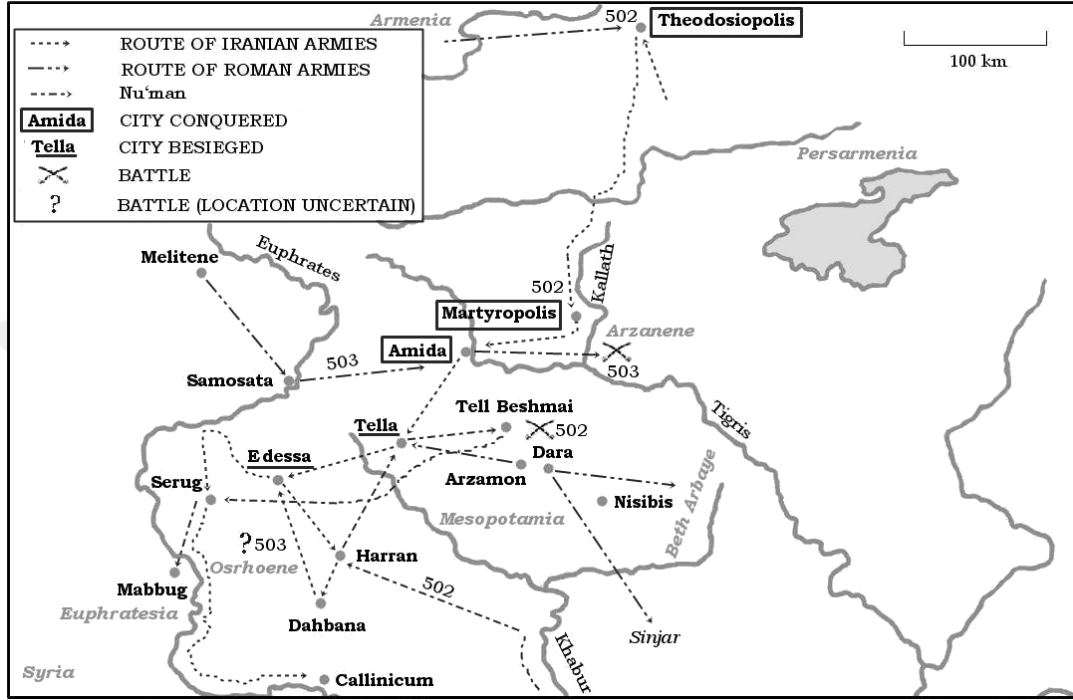 Armenia
502
Theodosiopolis
ROUTE OF IRANIAN ARMIES
ROUTE OF ROMAN ARMIES
Nu‘man
Amida
CITY CONQUERED
Tella
CITY BESIEGED
BATTLE
?
BATTLE (LOCATION UNCERTAIN)
100 km
Persarmenia
Melitene
Euphrates
Kallath
502
Martyropolis
Arzanene
Amida
503
503
Samosata
Tigris
Tell Beshmai
502
Tella
Dara
Edessa
Arzamon
Serug
Nisibis
Mesopotamia
Beth Arbaye
? 503
Osrhoene
Harran
Mabbug
502
Euphratesia
Dahbana
Sinjar
Khabur
Syria
Callinicum